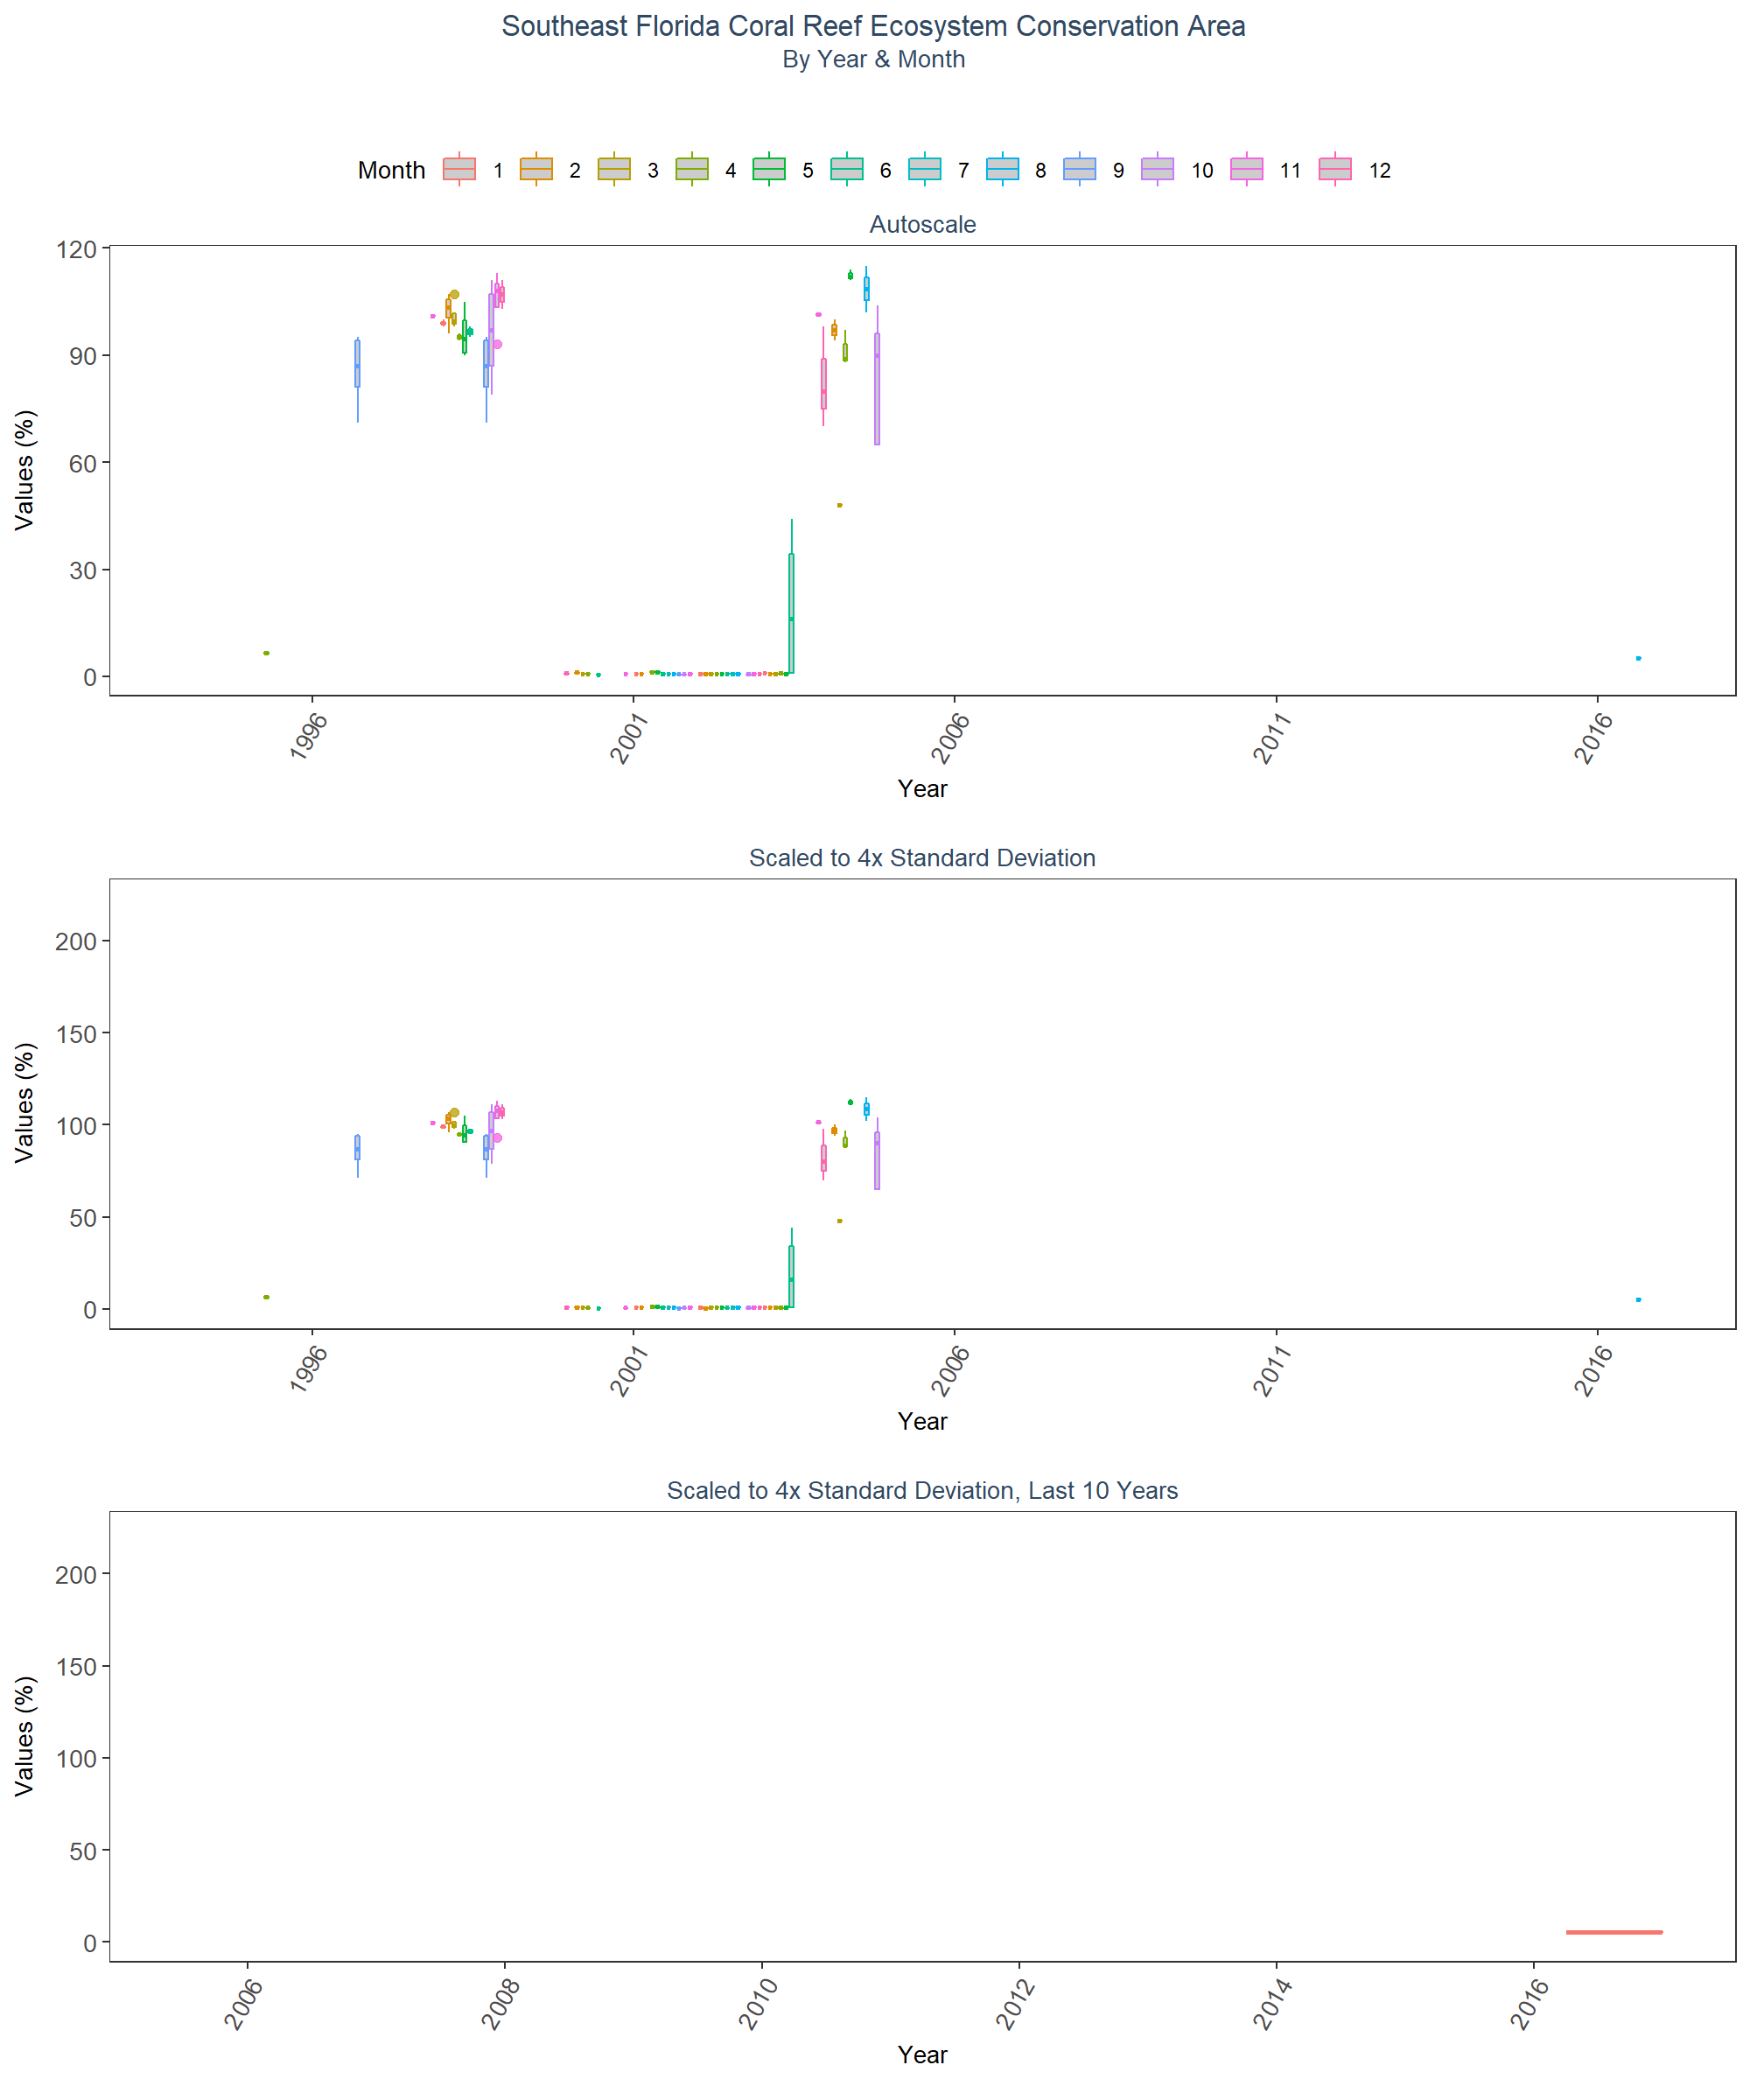 Southeast Florida Coral Reef Ecosystem Conservation Area
By Year & Month
Month 1 2 3 4 5 6 7 8 9 10 11 12
Autoscale
120
90
60
30
0
Values (%)
1996 2001 2006 2011 2016
Year
Scaled to 4x Standard Deviation
200
150
100
50
0
Values (%)
1996 2001 2006 2011 2016
Year
Scaled to 4x Standard Deviation, Last 10 Years
200
150
100
50
0
Values (%)
2006 2008 2010 2012 2014 2016
Year